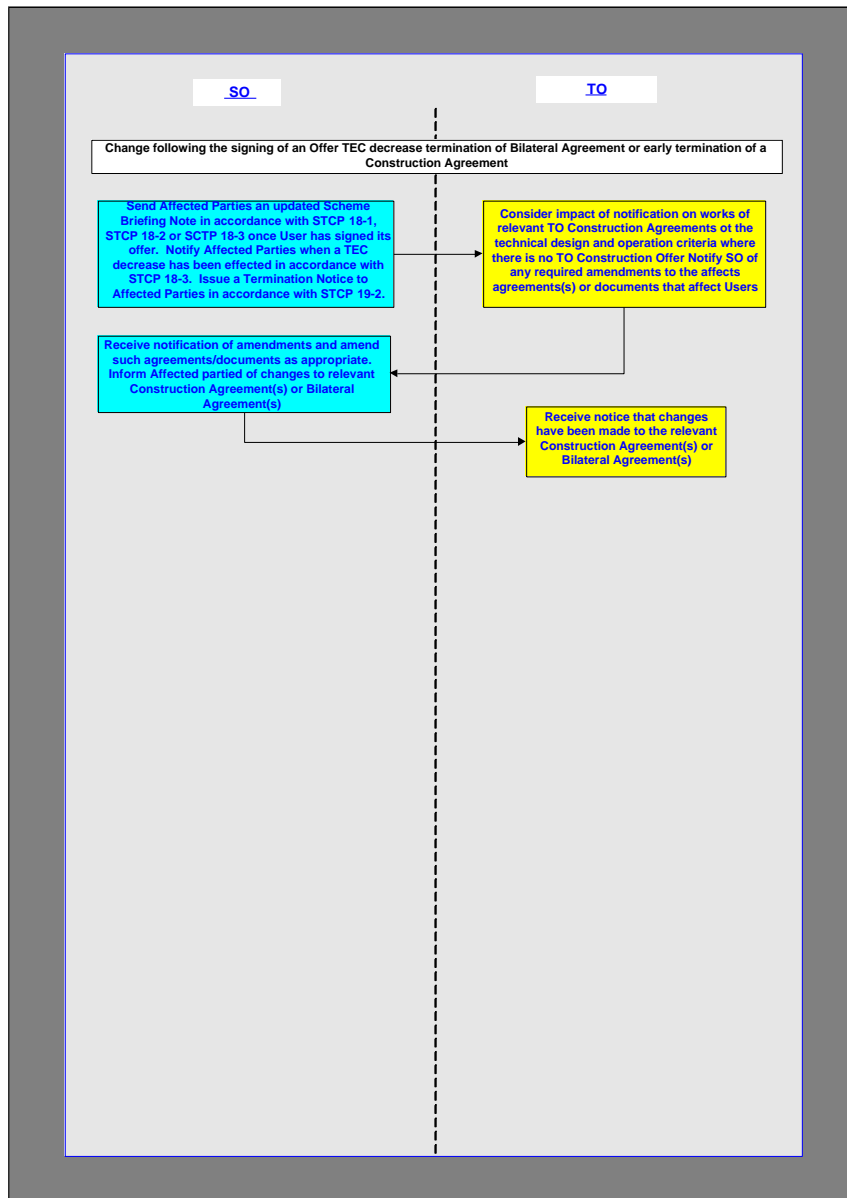 SO
TO
Change following the signing of an Offer TEC decrease termination of Bilateral Agreement or early termination of a
Construction Agreement
Send Affected Parties an updated Scheme
Briefing Note in accordance with STCP 18-1,
STCP 18-2 or SCTP 18-3 once User has signed its
offer.  Notify Affected Parties when a TEC
decrease has been effected in accordance with
STCP 18-3.  Issue a Termination Notice to
Affected Parties in accordance with STCP 19-2.
Consider impact of notification on works of
relevant TO Construction Agreements ot the
technical design and operation criteria where
there is no TO Construction Offer Notify SO of
any required amendments to the affects
agreements(s) or documents that affect Users
Receive notification of amendments and amend
such agreements/documents as appropriate.
Inform Affected partied of changes to relevant
Construction Agreement(s) or Bilateral
Agreement(s)
Receive notice that changes
have been made to the relevant
Construction Agreement(s) or
Bilateral Agreement(s)